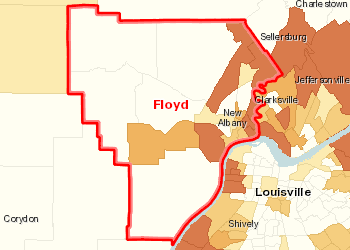 Charlestown
Sellersburg
Jeffersonville
Floyd
Clarksville
New
Albany
Louisville
Corydon
Shively